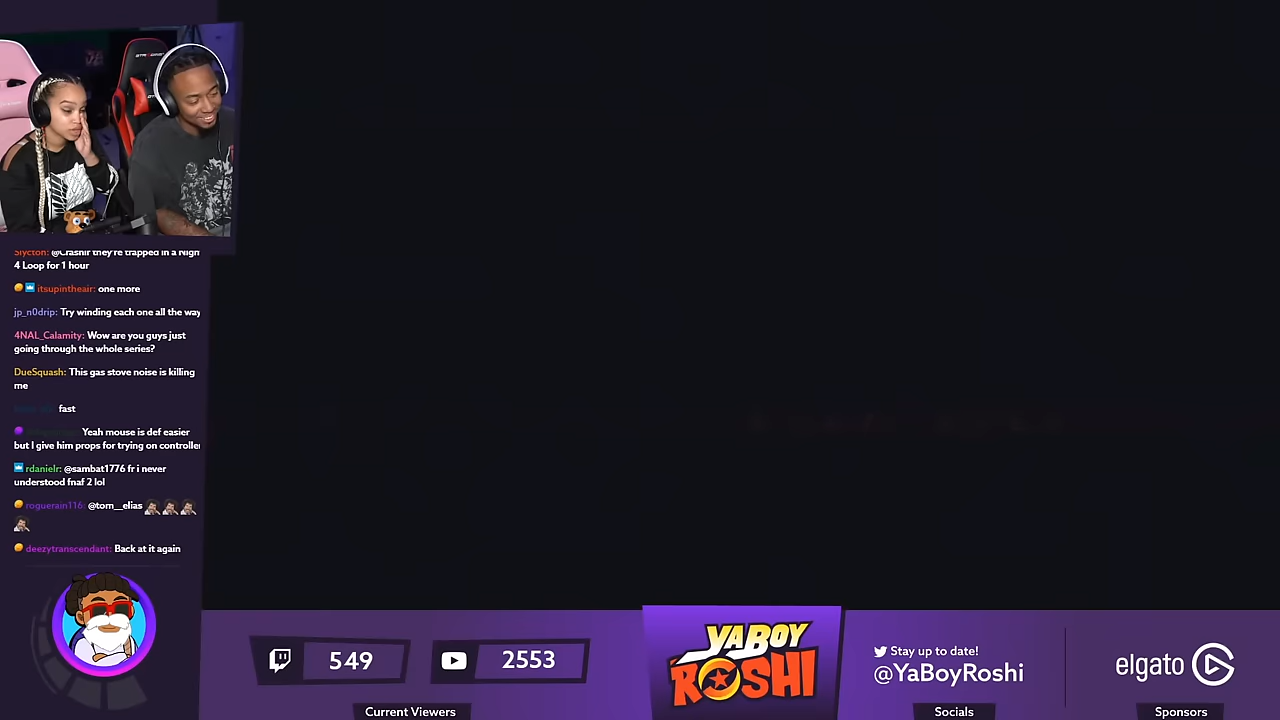 Slycton: @Crashir they're trapped in a Nigh
4 Loop for 1 hour
itsupintheair: one more
jp_n0drip: Try winding each one all the way
4NAL_Calamity: Wow are you guys just
going through the whole series?
DueSquash: This gas stove noise is killing
me
fast
Yeah mouse is def easier
but I give him props for trying on controller
rdanielr: @sambat1776 fr i never
understood fnaf 2 lol
roguerain116: @tom__elias
deezytranscendant: Back at it again
549
2553
Current Viewers
YABOY
ROSHI
Stay up to date!
@YaBoyRoshi
Socials
elgato
Sponsors